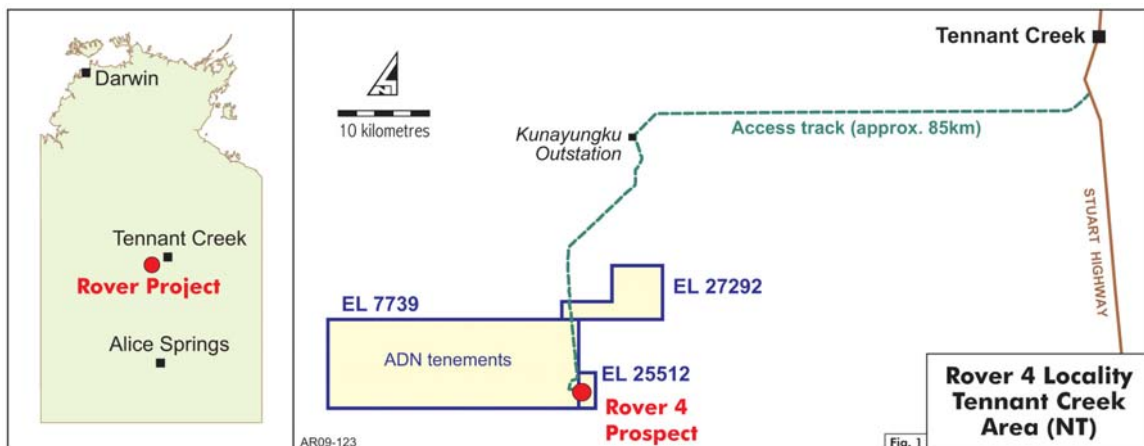 Darwin
Tennant Creek
Rover Project
Alice Springs
Tennant Creek
10 kilometres
Kunayungku
Outstation
Access track (approx. 85km)
STUART HIGHWAY
EL 27292
EL 7739
ADN tenements
EL 25512
Rover 4
Prospect
AR09-123
Fig. 1
Rover 4 Locality
Tennant Creek
Area (NT)